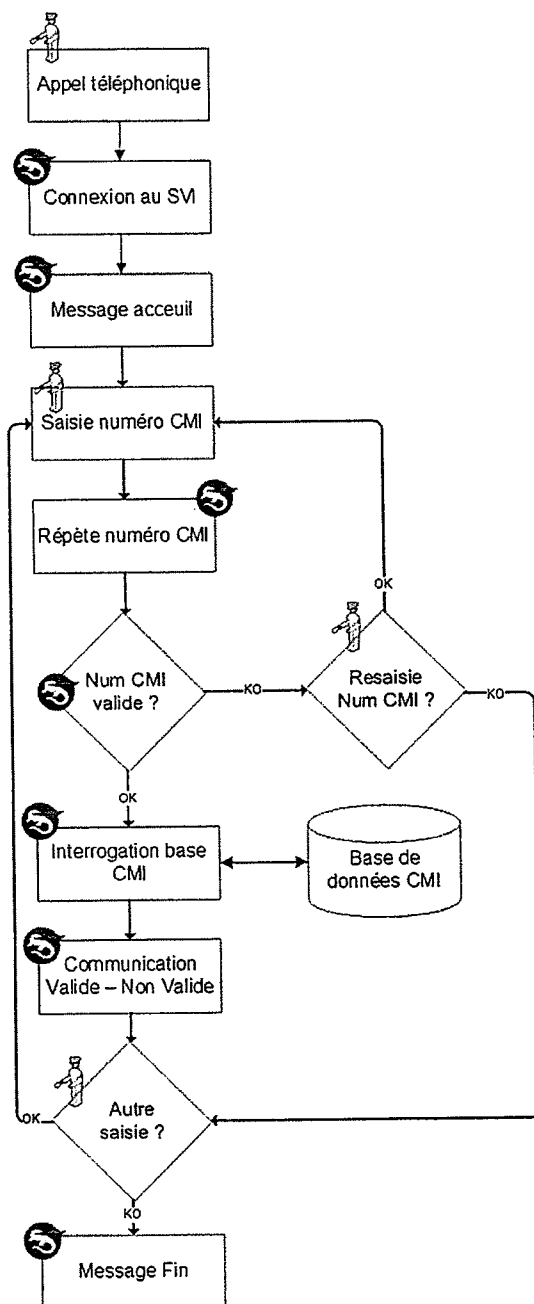 Appel téléphonique
Connexion au SVI
Message acceuil
Saisie numéro CMI
Répète numéro CMI
OK
Num CMI
valide ?
KO
Resaisie
Num CMI ?
KO
OK
Interrogation base
CMI
Base de
données CMI
Communication
Valide – Non Valide
Autre
saisie ?
OK
KO
Message Fin